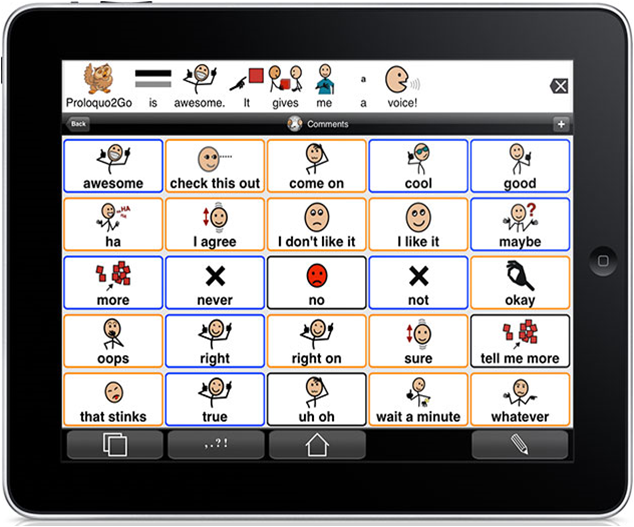 Proloquo2Go is awesome. It gives me a voice!
a
Back Comments +
awesome check this out come on cool good
HA HA
ha I agree I don't like it I like it maybe
?
more never no not okay
oops right right on sure tell me more
that stinks true uh oh wait a minute whatever
,.?!